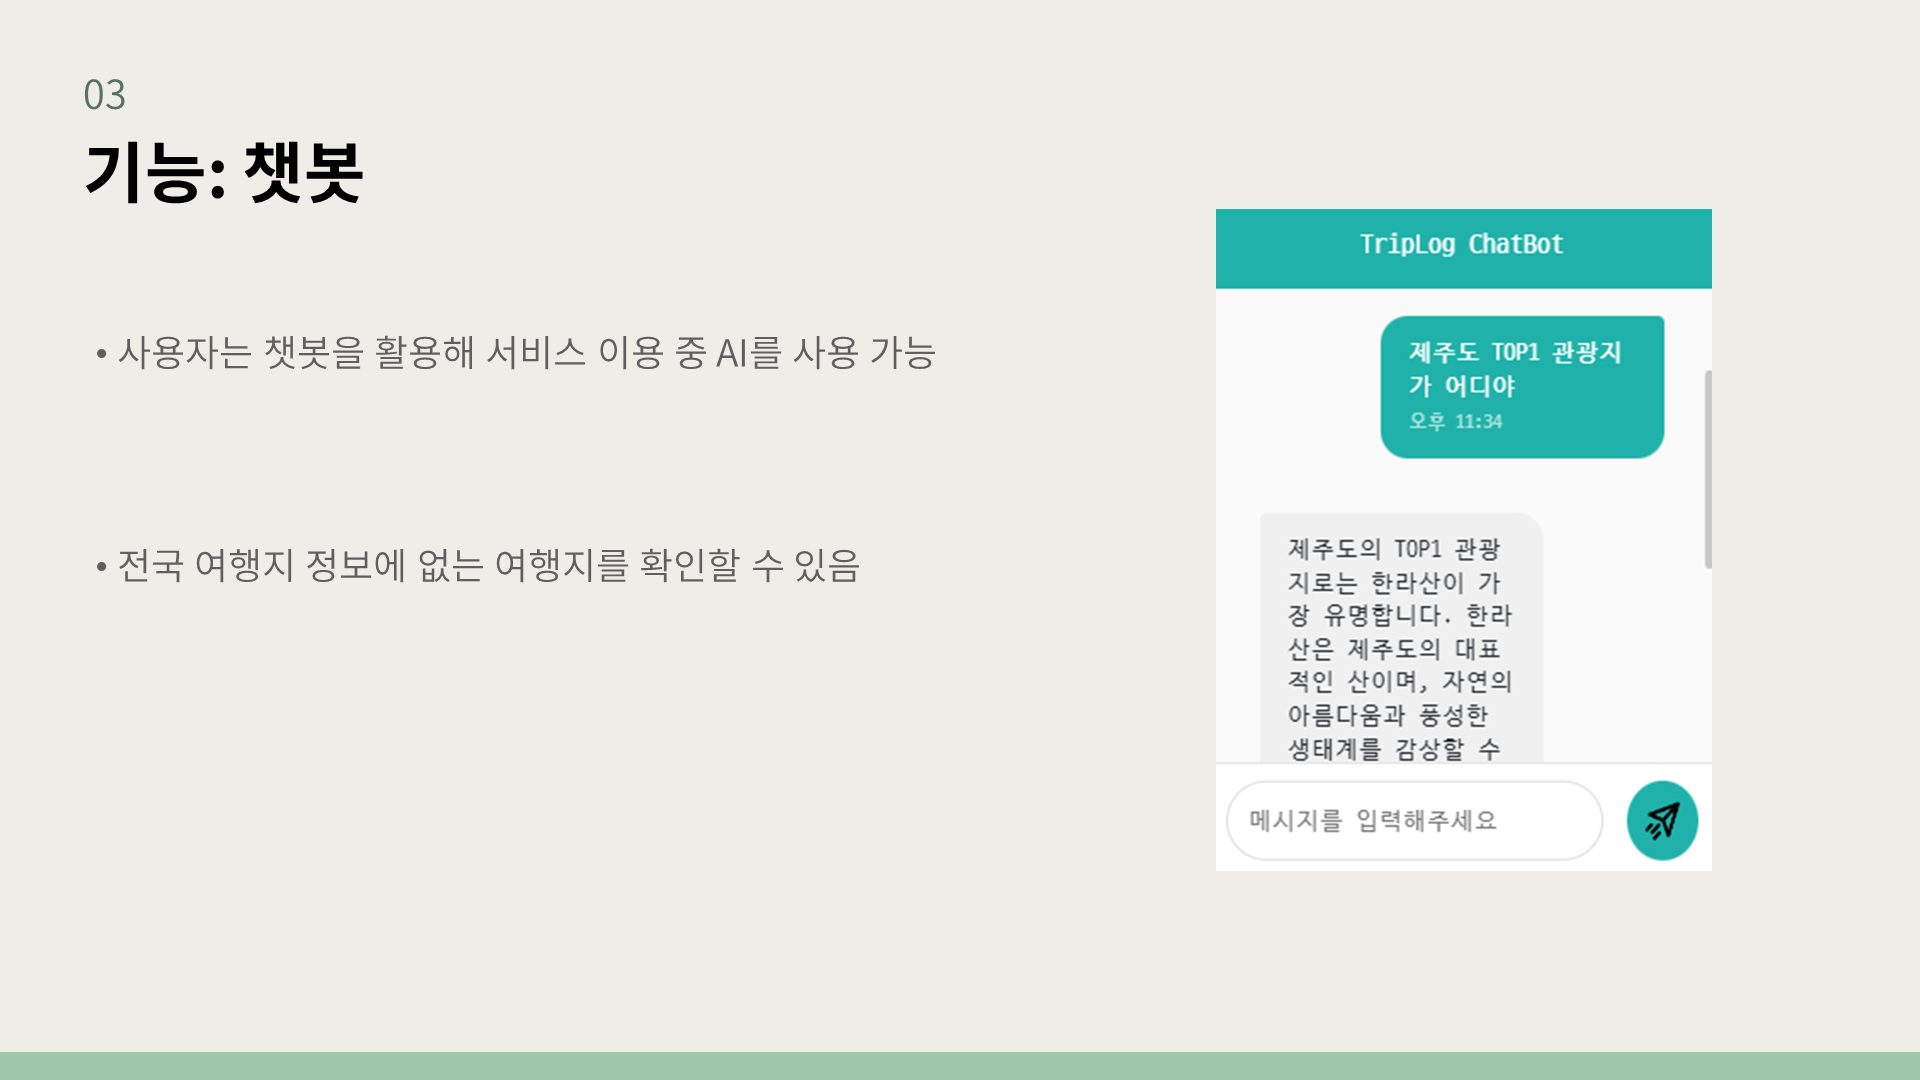 03
기능: 챗봇
• 사용자는 챗봇을 활용해 서비스 이용 중 AI를 사용 가능
• 전국 여행지 정보에 없는 여행지를 확인할 수 있음
TripLog ChatBot
제주도 TOP1 관광지
가 어디야
오후 11:34
제주도의 TOP1 관광
지로는 한라산이 가
장 유명합니다. 한라
산은 제주도의 대표
적인 산이며, 자연의
아름다움과 풍성한
생태계를 감상할 수
메시지를 입력해주세요